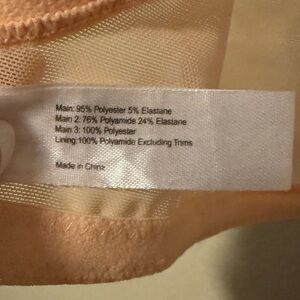 Main: 95% Polyester 5% Elastane
Main 2:76% Polyamide 24% Elastane
Main 3: 100% Polyester
Lining:100% Polyamide Excluding Trims
Made in China